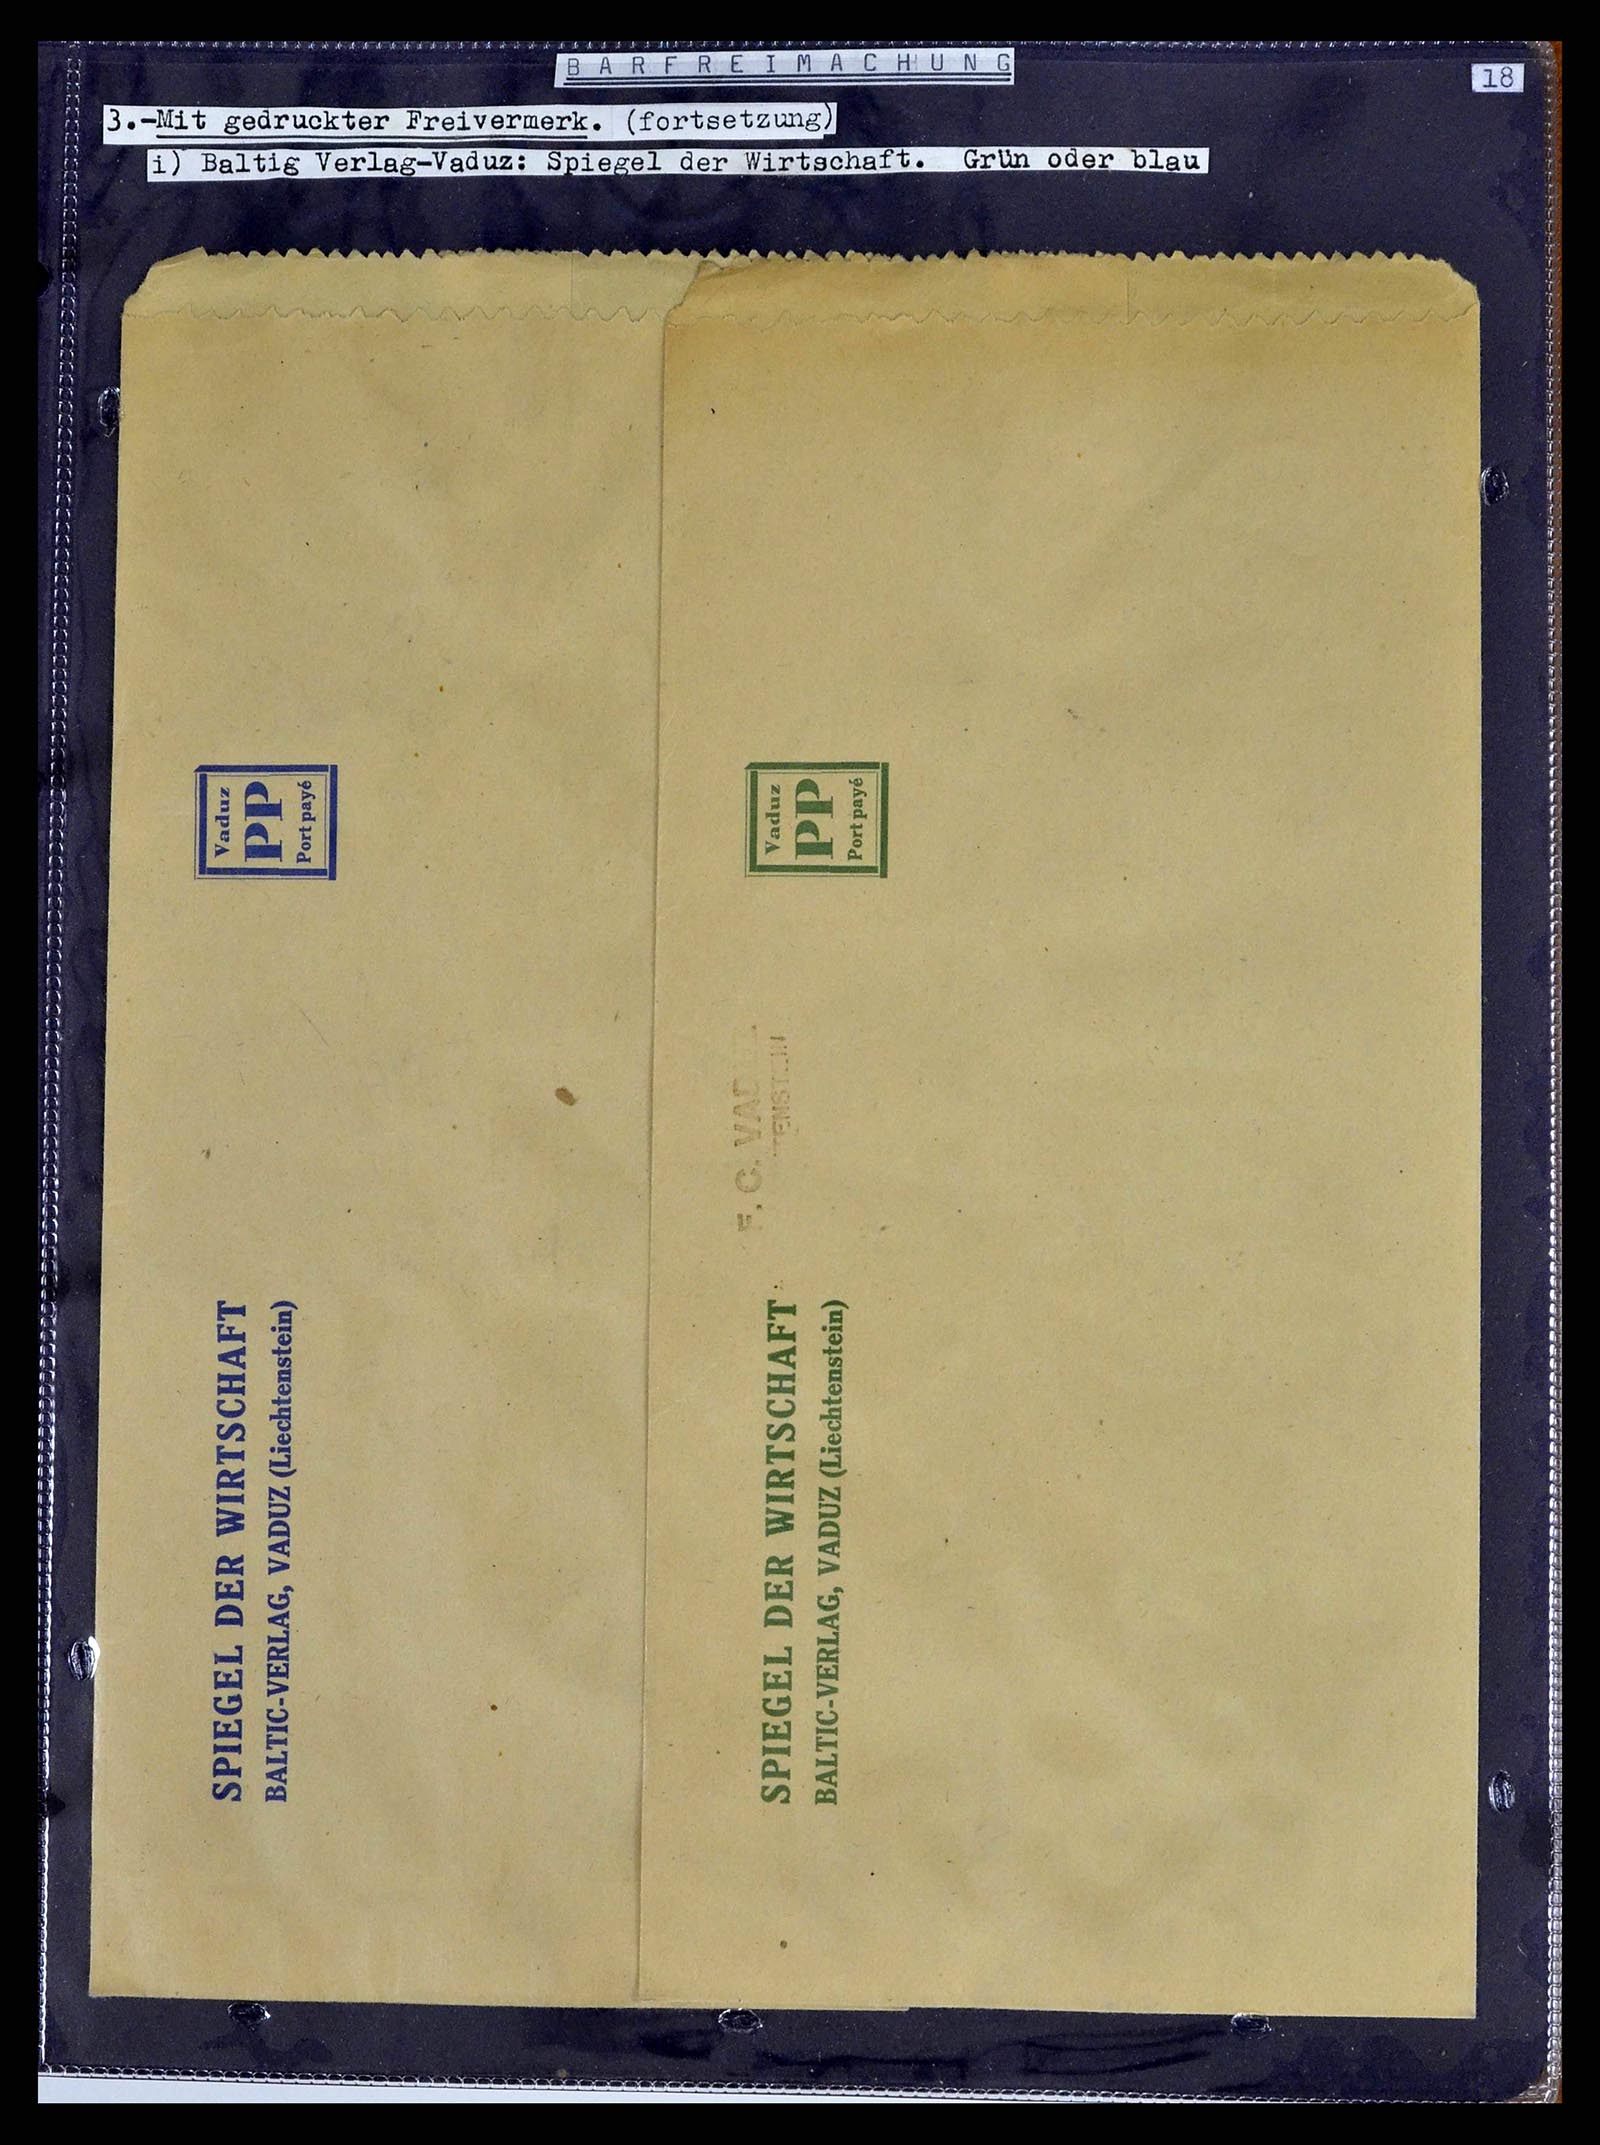 BARFREIMACHUNG
18
3.-Mit gedruckter Freivermerk. (fortsetzung)
i) Baltig Verlag-Vaduz: Spiegel der Wirtschaft. Grün oder blau
Vaduz
PP
Port payé
SPIEGEL DER WIRTSCHAFT
BALTIC-VERLAG, VADUZ (Liechtenstein)
Vaduz
PP
Port payé
F. C.
SPIEGEL DER WIRTSCHAFT
BALTIC-VERLAG, VADUZ (Liechtenstein)